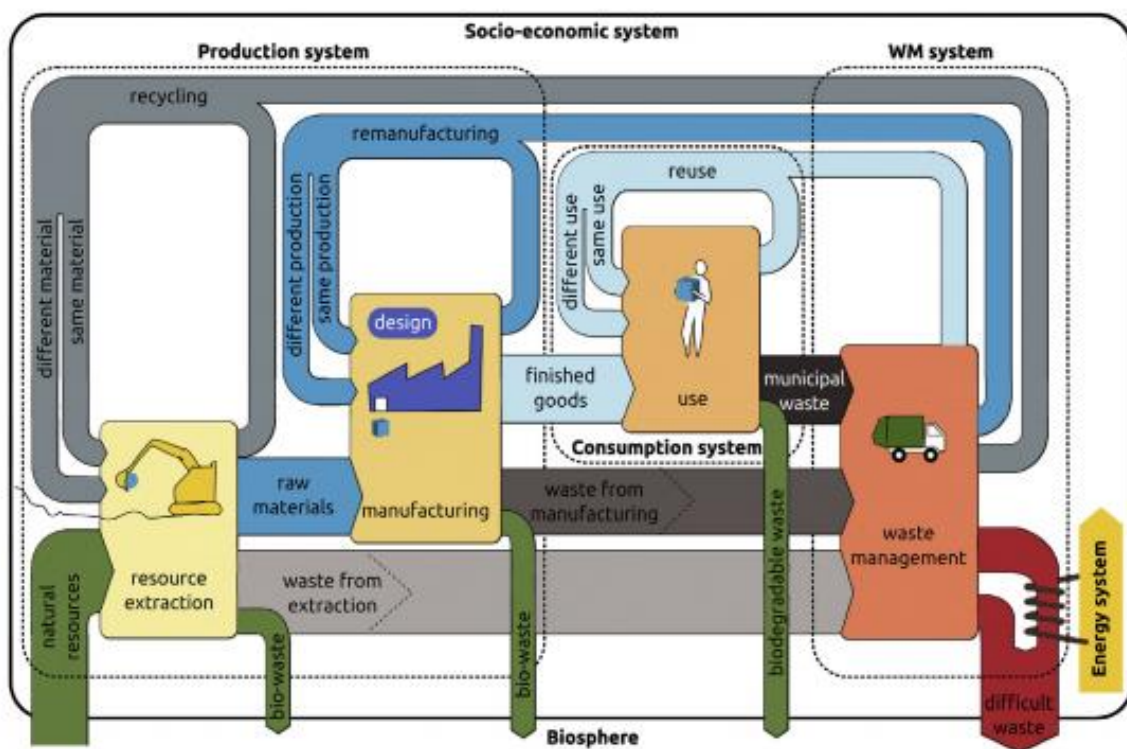 Socio-economic system
Production system
WM system
recycling
remanufacturing
reuse
different material
same material
different production
same production
different use
same use
design
finished
goods
use
municipal
waste
Consumption system
raw
materials
manufacturing
waste from
manufacturing
waste
management
resource
extraction
waste from
extraction
natural
resources
bio-waste
bio-waste
biodegradable waste
Energy system
difficult
waste
Biosphere